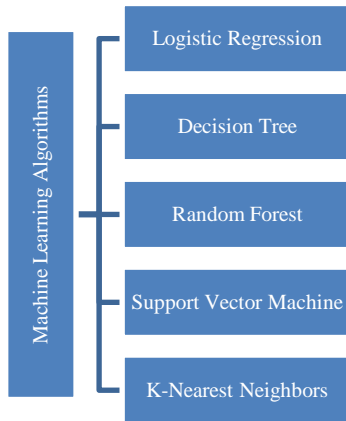 Machine Learning Algorithms
Logistic Regression
Decision Tree
Random Forest
Support Vector Machine
K-Nearest Neighbors